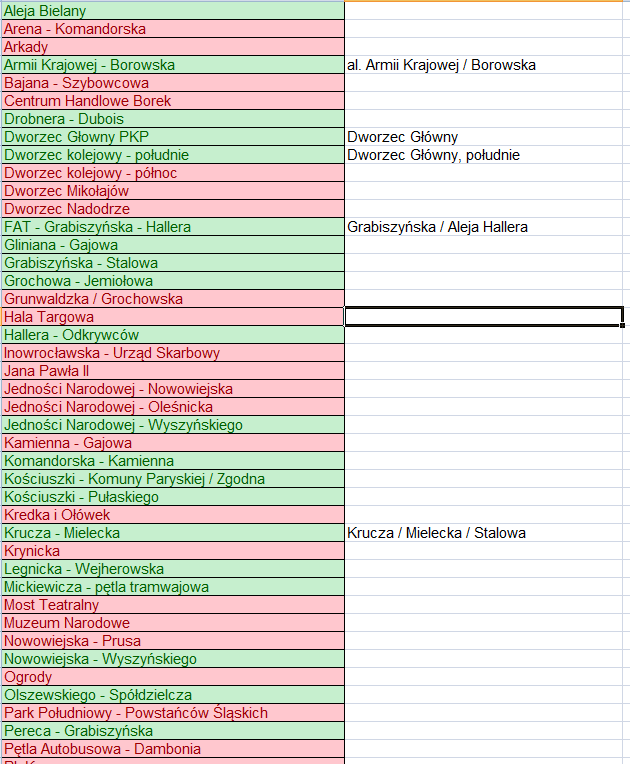 Aleja Bielany
Arena - Komandorska
Arkady
Armii Krajowej - Borowska al. Armii Krajowej / Borowska
Bajana - Szybowcowa
Centrum Handlowe Borek
Drobnera - Dubois
Dworzec Głowny PKP Dworzec Główny
Dworzec kolejowy - południe Dworzec Główny, południe
Dworzec kolejowy - północ
Dworzec Mikołajów
Dworzec Nadodrze
FAT - Grabiszyńska - Hallera Grabiszyńska / Aleja Hallera
Gliniana - Gajowa
Grabiszyńska - Stalowa
Grochowa - Jemiołowa
Grunwaldzka / Grochowska
Hala Targowa
Hallera - Odkrywców
Inowrocławska - Urząd Skarbowy
Jana Pawła II
Jedności Narodowej - Nowowiejska
Jedności Narodowej - Oleśnicka
Jedności Narodowej - Wyszyńskiego
Kamienna - Gajowa
Komandorska - Kamienna
Kościuszki - Komuny Paryskiej / Zgodna
Kościuszki - Pułaskiego
Kredka i Ołówek
Krucza - Mielecka Krucza / Mielecka / Stalowa
Krynicka
Legnicka - Wejherowska
Mickiewicza - pętla tramwajowa
Most Teatralny
Muzeum Narodowe
Nowowiejska - Prusa
Nowowiejska - Wyszyńskiego
Ogrody
Olszewskiego - Spółdzielcza
Park Południowy - Powstańców Śląskich
Pereca - Grabiszyńska
Pętla Autobusowa - Dambonia